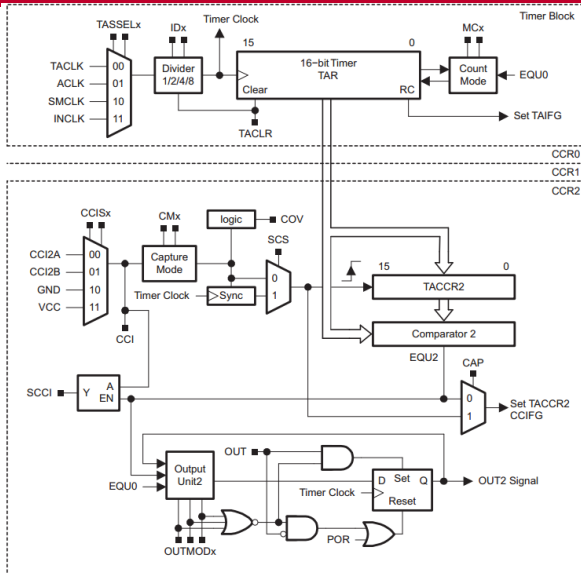 Timer Block
TASSELx
IDx
Timer Clock
15
0
MCx
TACLK
00
ACLK
01
SMCLK
10
INCLK
11
Divider
1/2/4/8
16-bit Timer
TAR
Clear
RC
Count
Mode
EQU0
Set TAIFG
TACLR
CCR0
CCR1
CCR2
CCISx
CMx
logic
COV
SCS
CCI2A
00
CCI2B
01
GND
10
VCC
11
Capture
Mode
0
1
Timer Clock
Sync
15
0
TACCR2
CCI
Comparator 2
EQU2
CAP
SCCI
Y
A
EN
0
1
Set TACCR2
CCIFG
OUT
Output
Unit2
EQU0
Timer Clock
D
Set
Q
Reset
OUT2 Signal
POR
OUTMODx